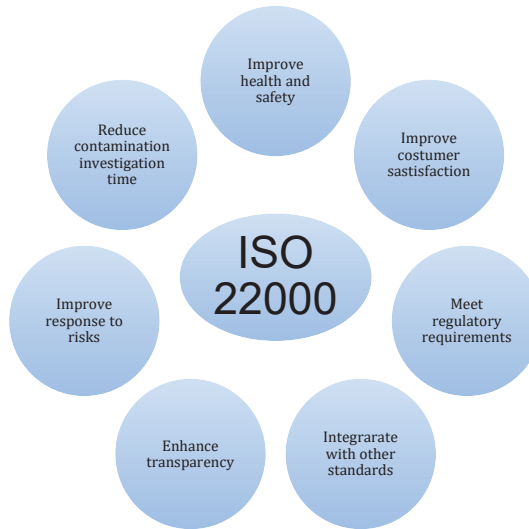 Improve
health and
safety
Improve
costumer
sastisfaction
Meet
regulatory
requirements
Integrarate
with other
standards
Enhance
transparency
Improve
response to
risks
Reduce
contamination
investigation
time
ISO
22000